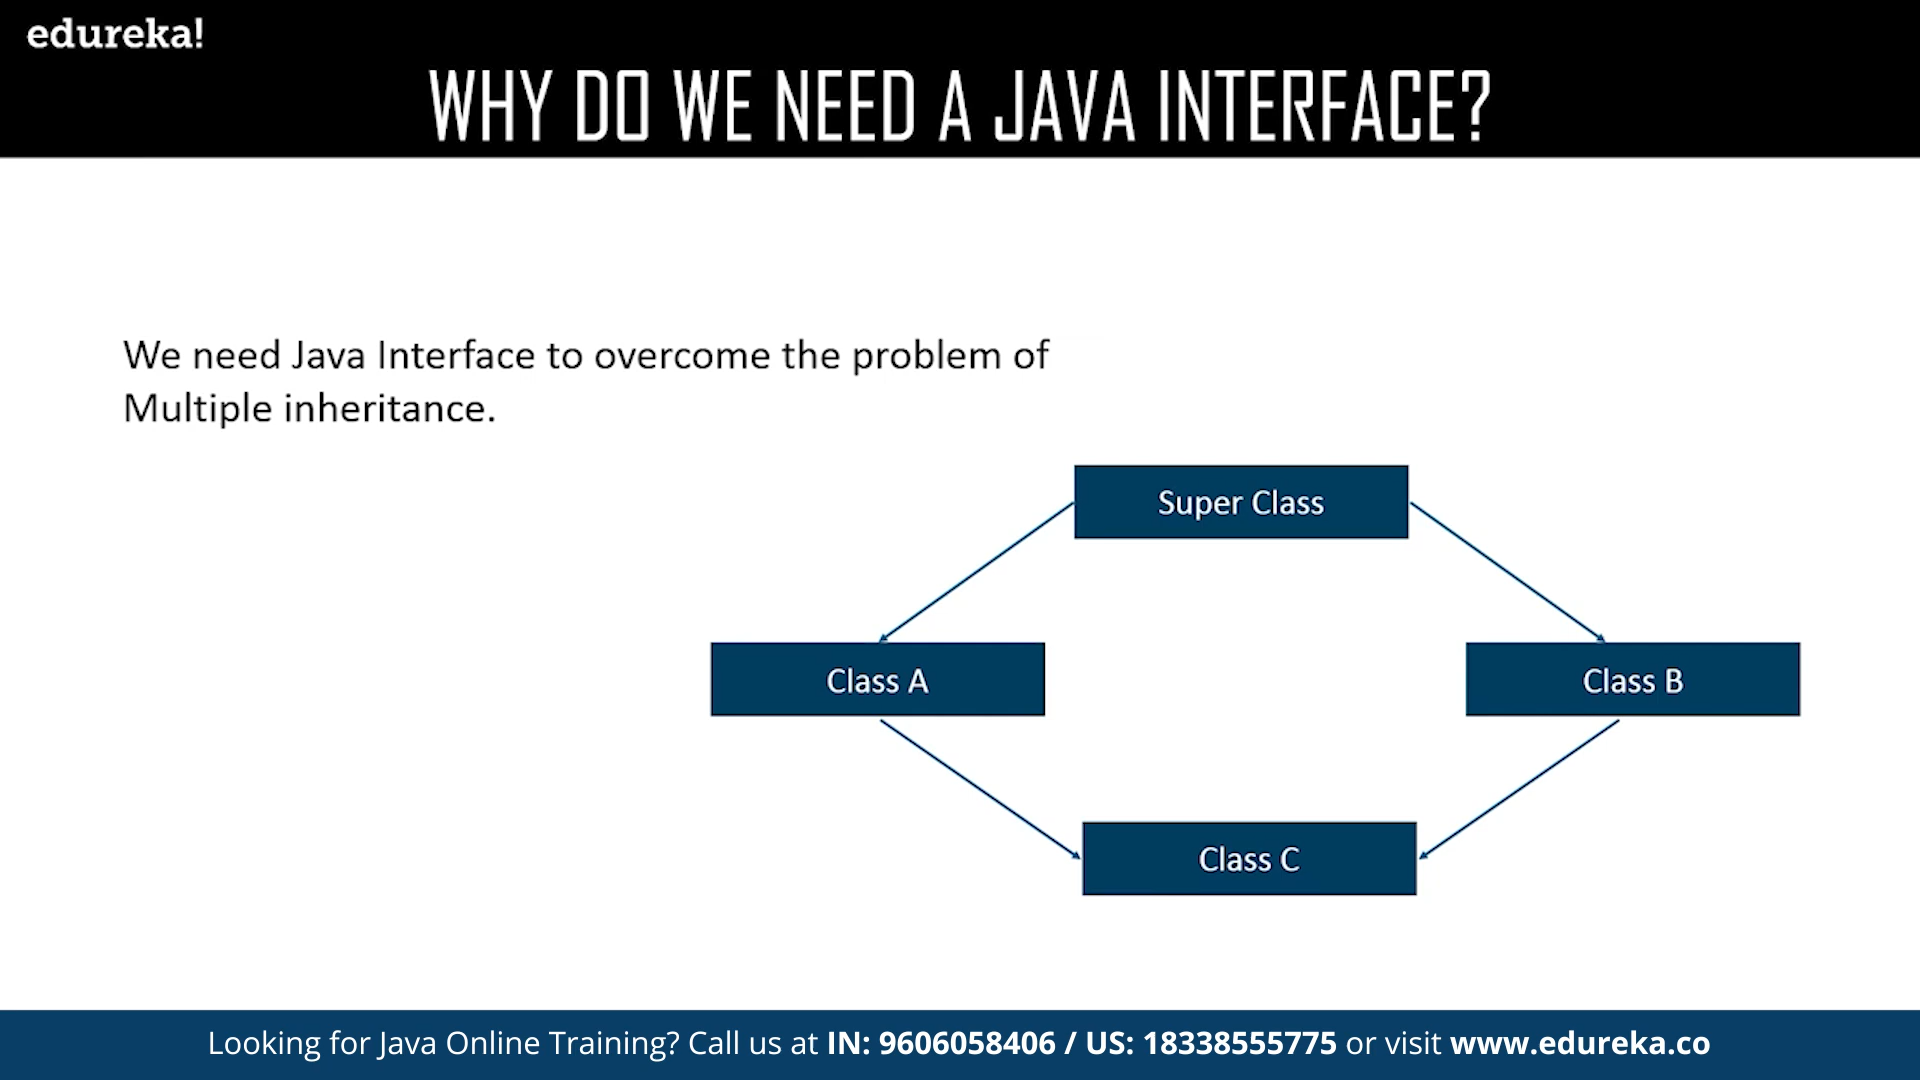 edureka!
WHY DO WE NEED A JAVA INTERFACE?
We need Java Interface to overcome the problem of
Multiple inheritance.
Super Class
Class A
Class B
Class C
Looking for Java Online Training? Call us at IN: 9606058406 / US: 18338555775 or visit www.edureka.co